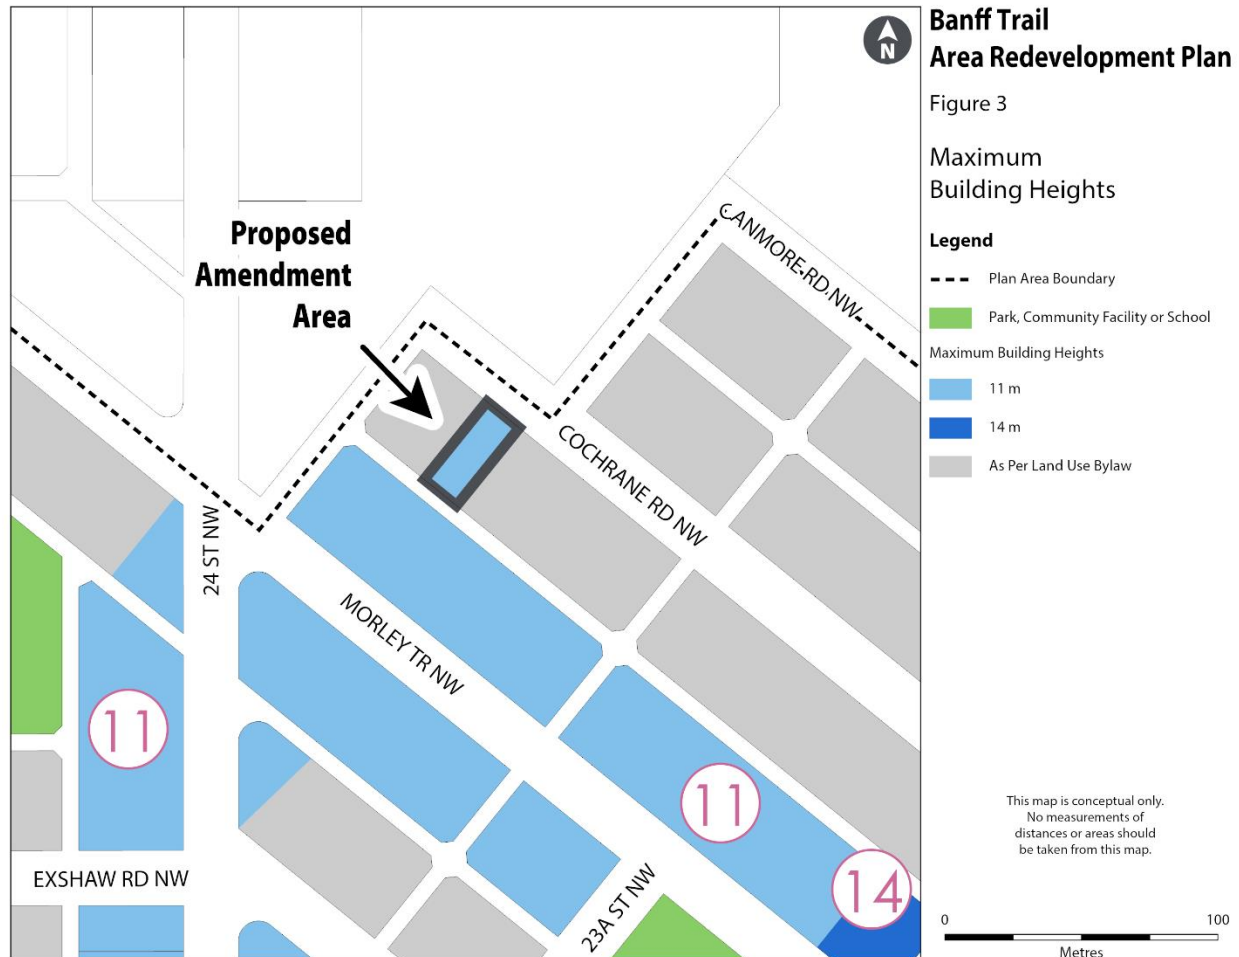 Banff Trail
Area Redevelopment Plan
Figure 3
Maximum
Building Heights
Legend
Plan Area Boundary
Park, Community Facility or School
Maximum Building Heights
11 m
14 m
As Per Land Use Bylaw
This map is conceptual only.
No measurements of
distances or areas should
be taken from this map.
0 100
Metres
N
Proposed
Amendment
Area
CANMORE RD NW
COCHRANE RD NW
24 ST NW
MORLEY TR NW
11
11
14
EXSHAW RD NW
23A ST NW